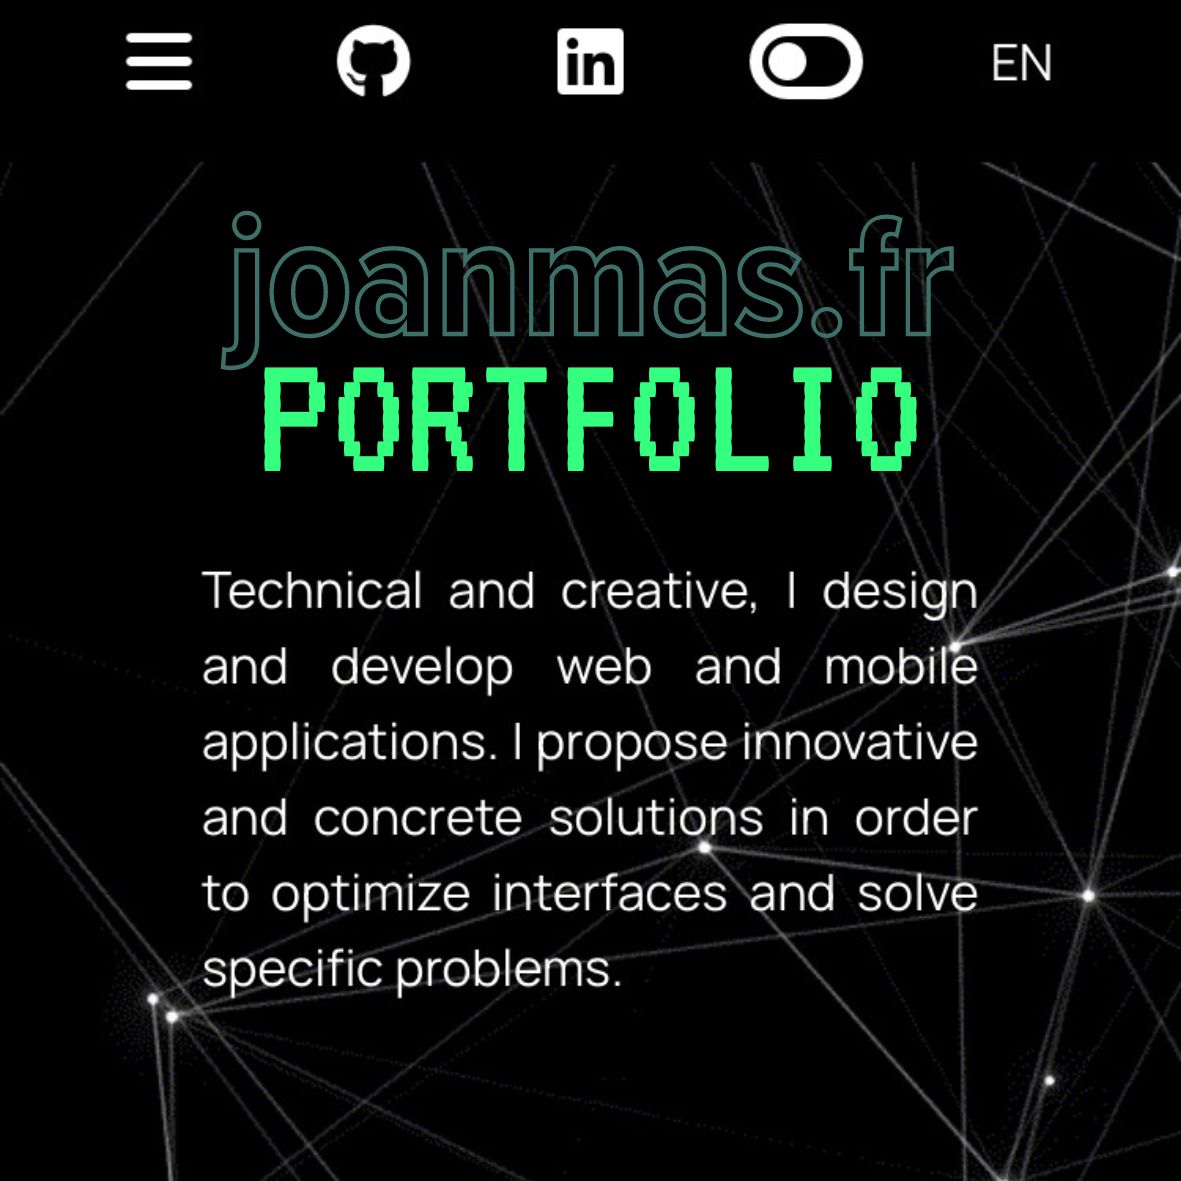 in
EN
joanmas.fr
PORTFOLIO
Technical and creative, I design
and develop web and mobile
applications. I propose innovative
and concrete solutions in order
to optimize interfaces and solve
specific problems.